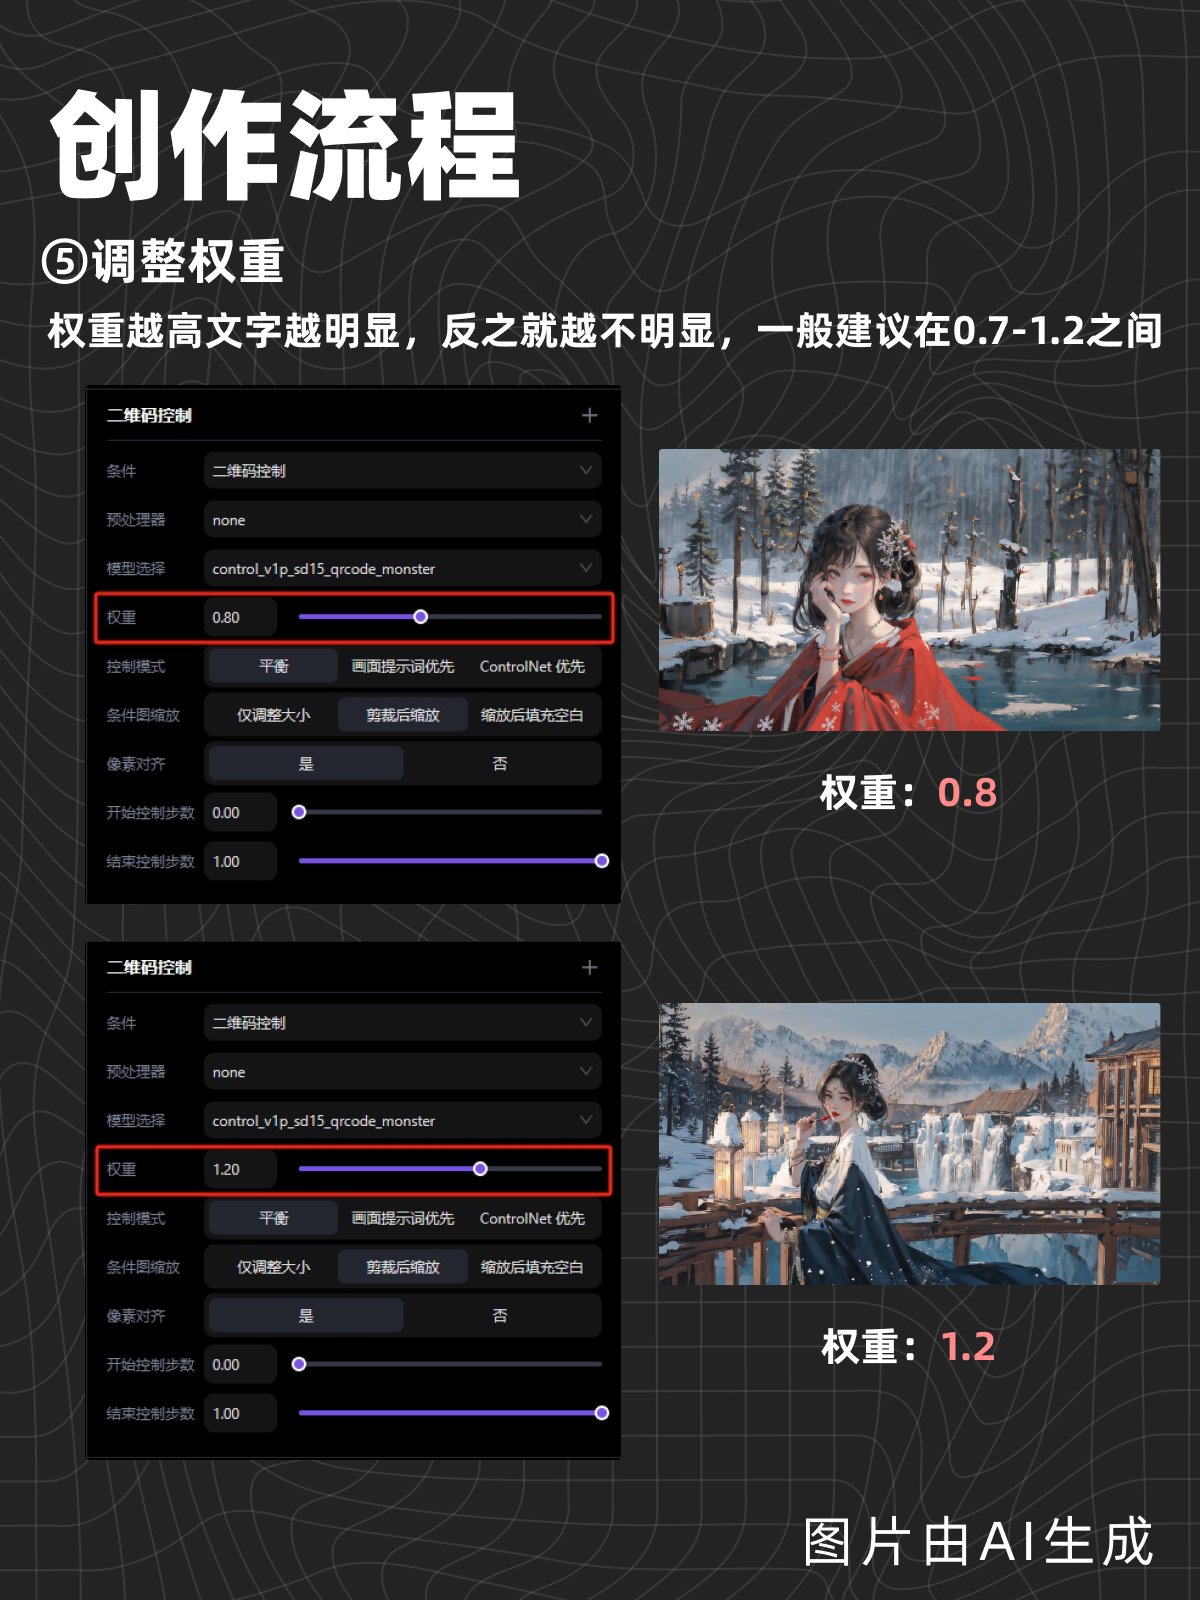 创作流程
⑤调整权重
权重越高文字越明显，反之就越不明显，一般建议在0.7-1.2之间
二维码控制
条件 二维码控制
预处理器 none
模型选择 control_v1p_sd15_qrcode_monster
权重 0.80
控制模式 平衡 画面提示词优先 ControlNet 优先
条件图缩放 仅调整大小 剪裁后缩放 缩放后填充空白
像素对齐 是 否
开始控制步数 0.00
结束控制步数 1.00
权重：0.8
二维码控制
条件 二维码控制
预处理器 none
模型选择 control_v1p_sd15_qrcode_monster
权重 1.20
控制模式 平衡 画面提示词优先 ControlNet 优先
条件图缩放 仅调整大小 剪裁后缩放 缩放后填充空白
像素对齐 是 否
开始控制步数 0.00
结束控制步数 1.00
权重：1.2
图片由AI生成